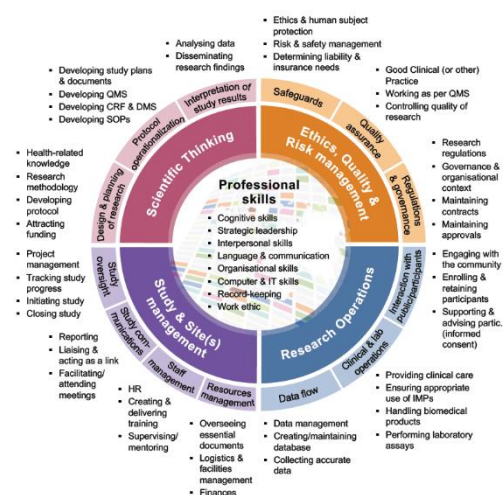 ▪ Analysing data
▪ Disseminating
research findings
▪ Ethics & human subject
protection
▪ Risk & safety management
▪ Determining liability &
insurance needs
▪ Developing study plans
& documents
▪ Developing QMS
▪ Developing CRF & DMS
▪ Developing SOPs
▪ Good Clinical (or other)
Practice
▪ Working as per QMS
▪ Controlling quality of
research
▪ Health-related
knowledge
▪ Research
methodology
▪ Developing
protocol
▪ Attracting
funding
▪ Research
regulations
▪ Governance &
organisational
context
▪ Maintaining
contracts
▪ Maintaining
approvals
Interpretation of
study results
Protocol
operationalization
Design & planning
of research
Scientific Thinking
Safeguards
Quality
assurance
Regulations
& governance
Ethics, Quality &
Risk management
Professional
skills
▪ Cognitive skills
▪ Strategic leadership
▪ Interpersonal skills
▪ Language & communication
▪ Organisational skills
▪ Computer & IT skills
▪ Record-keeping
▪ Work ethic
Study
oversight
Study com-
munications
Staff
management
Resources
management
Study & Site(s)
management
Interaction with
public/participants
Clinical & lab
operations
Data flow
Research Operations
▪ Project
management
▪ Tracking study
progress
▪ Initiating study
▪ Closing study
▪ Engaging with
the community
▪ Enrolling &
retaining
participants
▪ Supporting &
advising partic.
(informed
consent)
▪ Reporting
▪ Liaising &
acting as a link
▪ Facilitating/
attending
meetings
▪ HR
▪ Creating &
delivering
training
▪ Supervising/
mentoring
▪ Overseeing
essential
documents
▪ Logistics &
facilities
management
▪ Finances
▪ Data management
▪ Creating/maintaining
database
▪ Collecting accurate
data
▪ Providing clinical care
▪ Ensuring appropriate
use of IMPs
▪ Handling biomedical
products
▪ Performing laboratory
assays